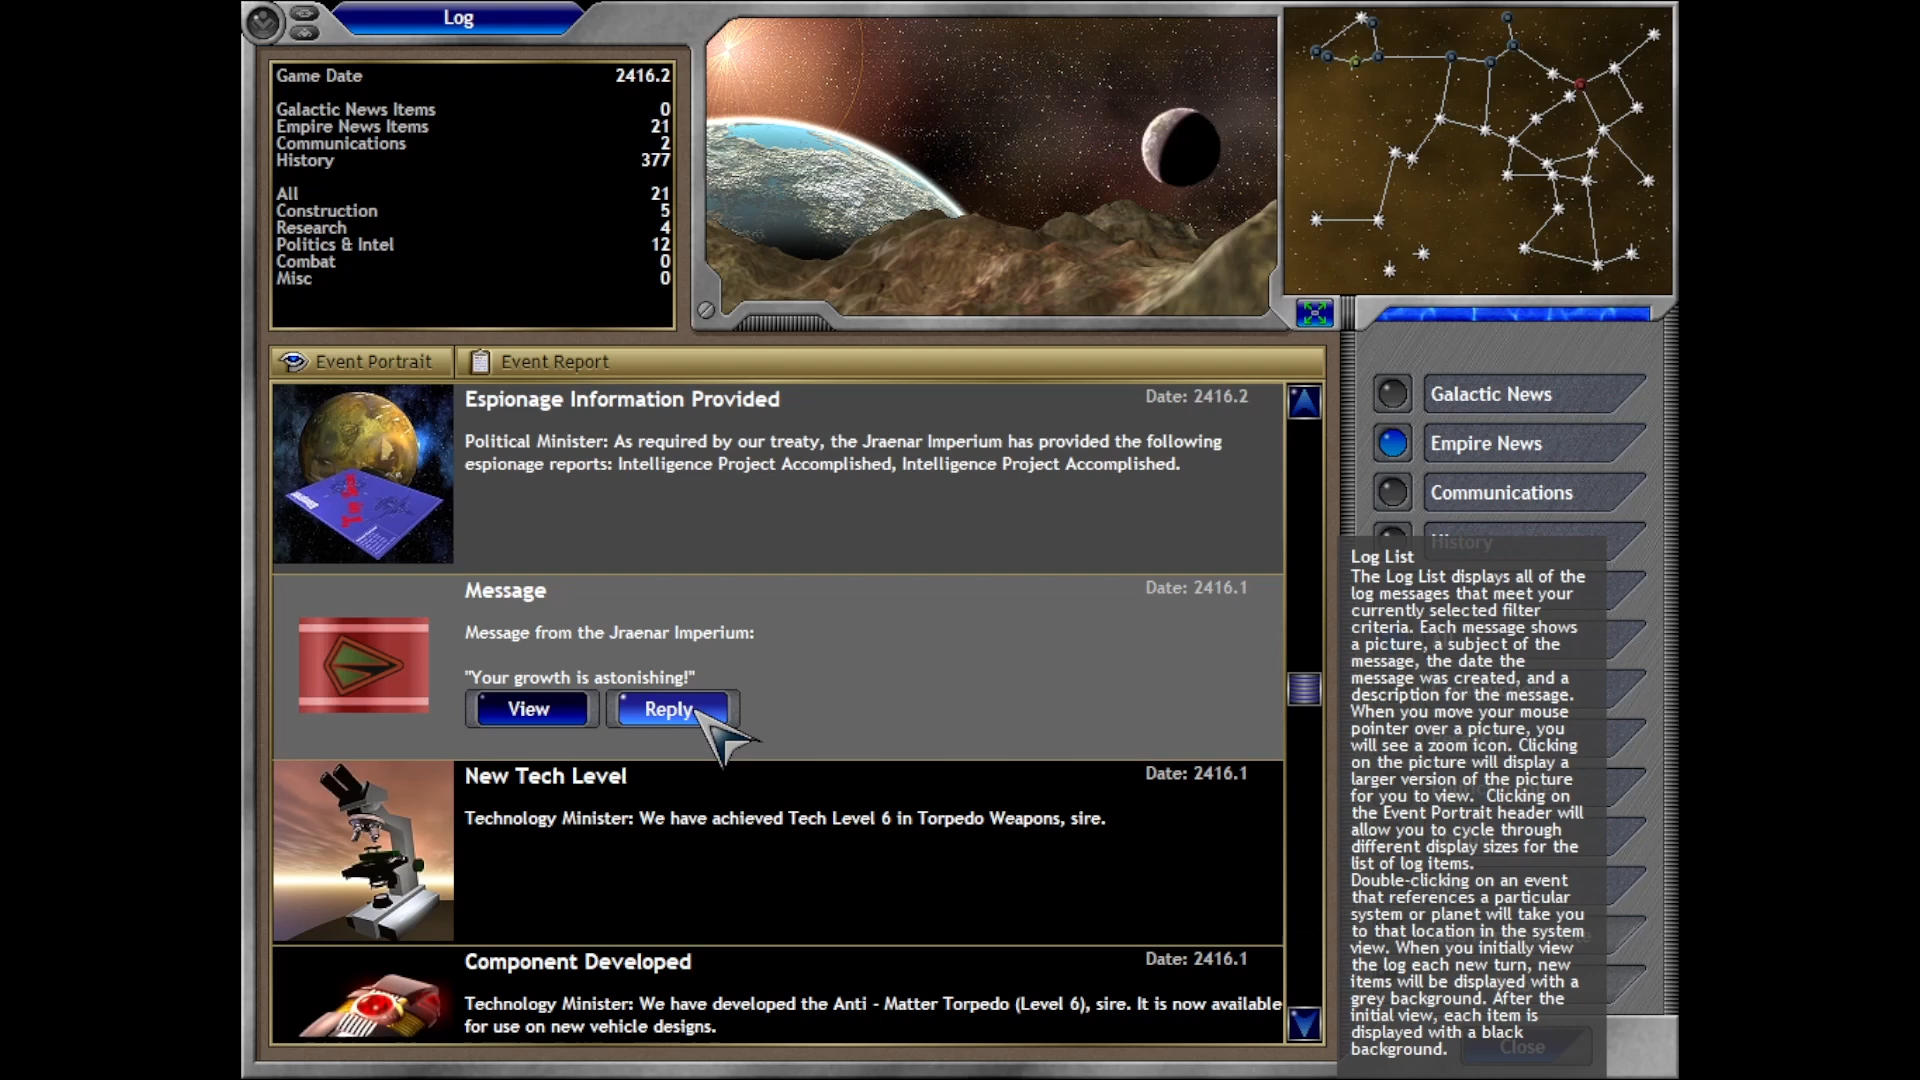 Log
Game Date 2416.2
Galactic News Items 0
Empire News Items 21
Communications 2
History 377
All 21
Construction 5
Research 4
Politics & Intel 12
Combat 0
Misc 0
Event Portrait Event Report
Espionage Information Provided Date: 2416.2
Political Minister: As required by our treaty, the Jraenar Imperium has provided the following
espionage reports: Intelligence Project Accomplished, Intelligence Project Accomplished.
Message Date: 2416.1
Message from the Jraenar Imperium:
"Your growth is astonishing!"
View Reply
New Tech Level Date: 2416.1
Technology Minister: We have achieved Tech Level 6 in Torpedo Weapons, sire.
Component Developed Date: 2416.1
Technology Minister: We have developed the Anti - Matter Torpedo (Level 6), sire. It is now available
for use on new vehicle designs.
Galactic News
Empire News
Communications
History
Log List
The Log List displays all of the
log messages that meet your
currently selected filter
criteria. Each message shows
a picture, a subject of the
message, the date the
message was created, and a
description for the message.
When you move your mouse
pointer over a picture, you
will see a zoom icon. Clicking
on the picture will display a
larger version of the picture
for you to view. Clicking on
the Event Portrait header will
allow you to cycle through
different display sizes for the
list of log items.
Double-clicking on an event
that references a particular
system or planet will take you
to that location in the system
view. When you initially view
the log each new turn, new
items will be displayed with a
grey background. After the
initial view, each item is
displayed with a black
background.
Close